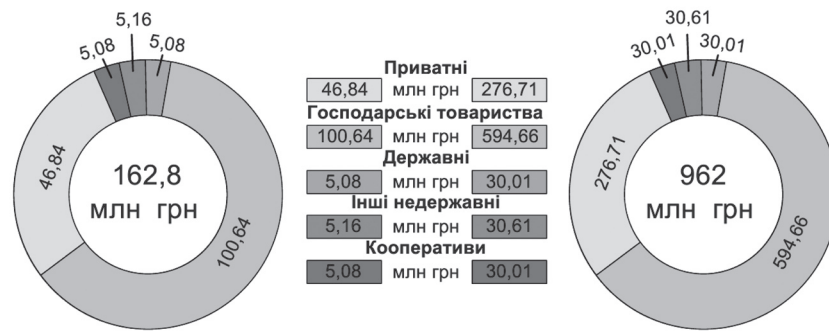 5,08
5,16
5,08
46,84
100,64
162,8
млн грн
Приватні
46,84 млн грн 276,71
Господарські товариства
100,64 млн грн 594,66
Державні
5,08 млн грн 30,01
Інші недержавні
5,16 млн грн 30,61
Кооперативи
5,08 млн грн 30,01
30,01
30,61
30,01
276,71
594,66
962
млн грн